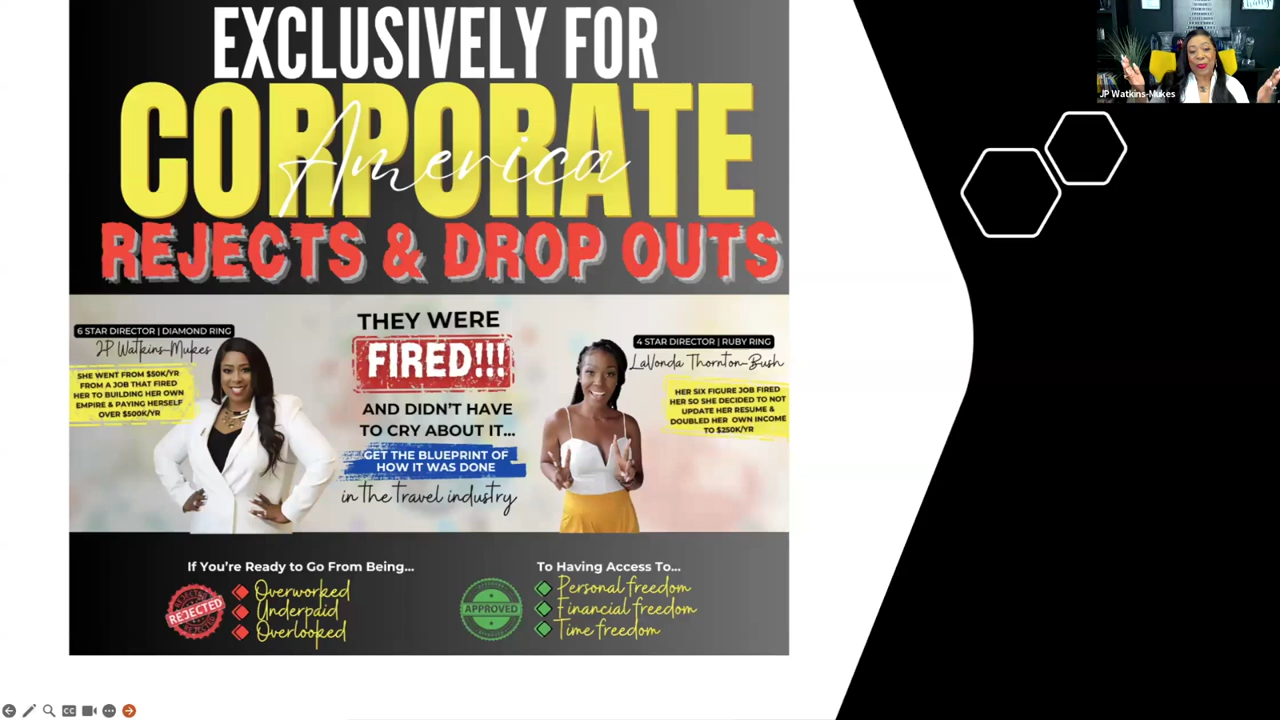 EXCLUSIVELY FOR
CORPORATE
America
REJECTS & DROP OUTS
6 STAR DIRECTOR | DIAMOND RING
JP Watkins-Mukes
SHE WENT FROM $50K/YR
FROM A JOB THAT FIRED
HER TO BUILDING HER OWN
EMPIRE & PAYING HERSELF
OVER $500K/YR
THEY WERE
FIRED!!!
AND DIDN'T HAVE
TO CRY ABOUT IT...
GET THE BLUEPRINT OF
HOW IT WAS DONE
in the travel industry
4 STAR DIRECTOR | RUBY RING
LaVonda Thornton-Bush
HER SIX FIGURE JOB FIRED
HER SO SHE DECIDED TO NOT
UPDATE HER RESUME &
DOUBLED HER OWN INCOME
TO $250K/YR
If You're Ready to Go From Being...
REJECTED
Overworked
Underpaid
Overlooked
To Having Access To...
APPROVED
Personal freedom
Financial freedom
Time freedom
JP Watkins-Mukes
CC